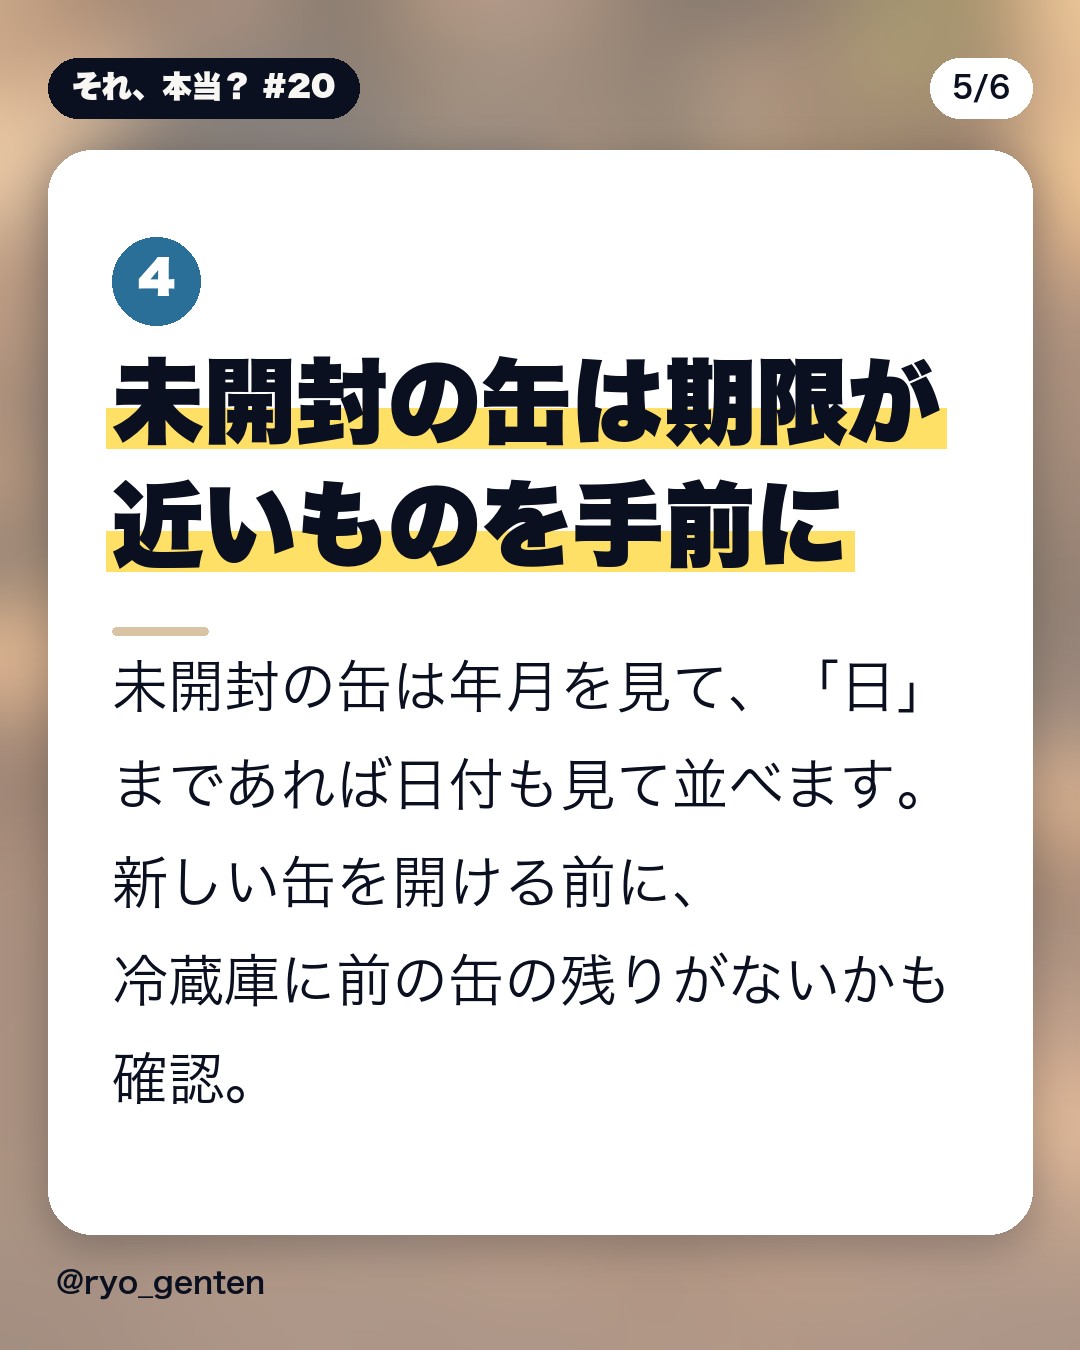 それ、本当？ #20
5/6
4
未開封の缶は期限が
近いものを手前に
未開封の缶は年月を見て、「日」
まであれば日付も見て並べます。
新しい缶を開ける前に、
冷蔵庫に前の缶の残りがないかも
確認。
@ryo_genten